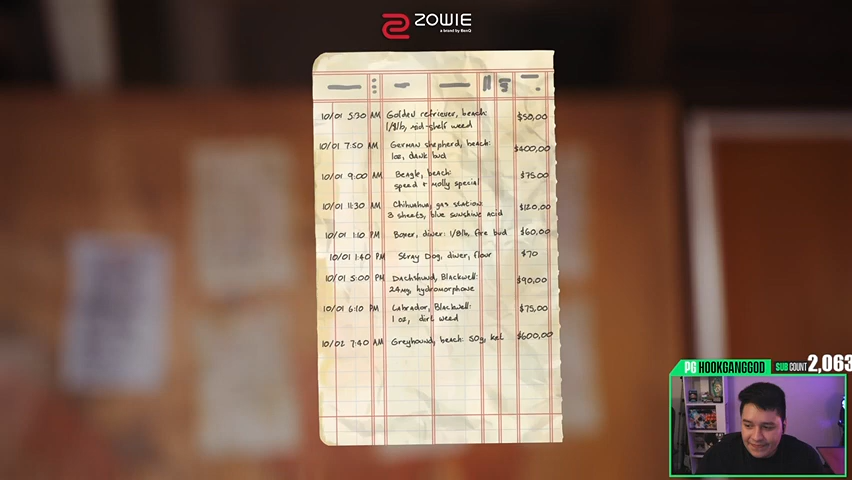 ZOWIE
a brand by BenQ
10/01 5:30 AM Golden retriever, beach: $50,00
1/8lb, mid-shelf weed
10/01 7:50 AM German shepherd, beach: $400,00
1oz, dank bud
10/01 9:00 AM Beagle, beach: $75.00
speed + molly special
10/01 11:30 AM Chihuahua, gas station: $120,00
3 sheets, blue sunshine acid
10/01 1:10 PM Boxer, diner: 1/8lb, fire bud $60,00
10/01 1:40 PM Stray Dog, diner, flour $70
10/01 5:00 PM Dachshund, Blackwell: $90,00
24mg, hydromorphone
10/01 6:10 PM Labrador, Blackwell: $75,00
1 oz, dirt weed
10/02 7:40 AM Greyhound, beach: 50g, ket $600,00
PG HOOKGANGGOD SUB COUNT 2,063